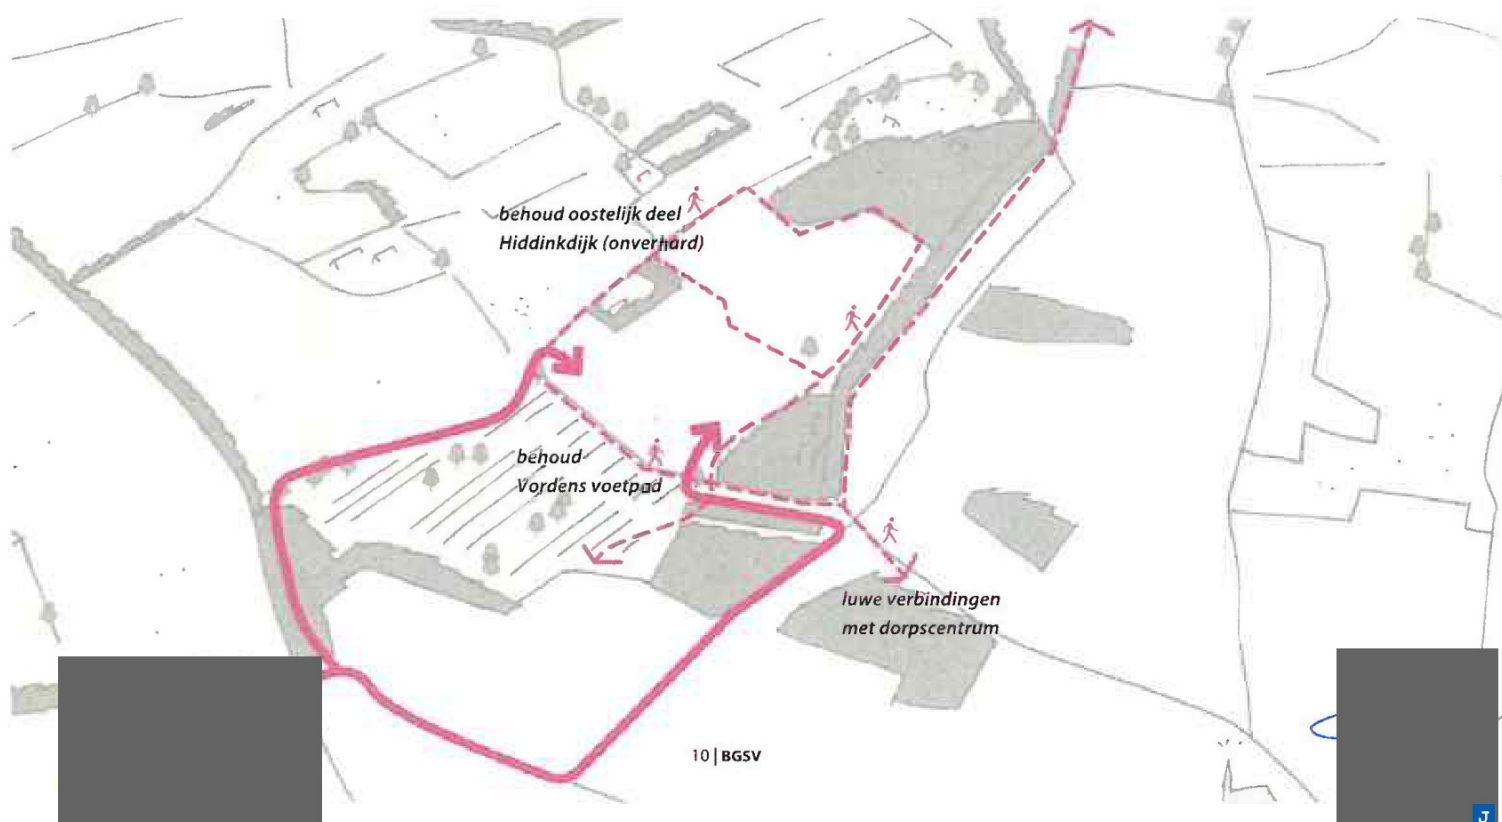 behoud oostelijk deel
Hiddinkdijk (onverhard)
behoud
Vordens voetpad
luwe verbindingen
met dorpscentrum
10 | BGSV
J